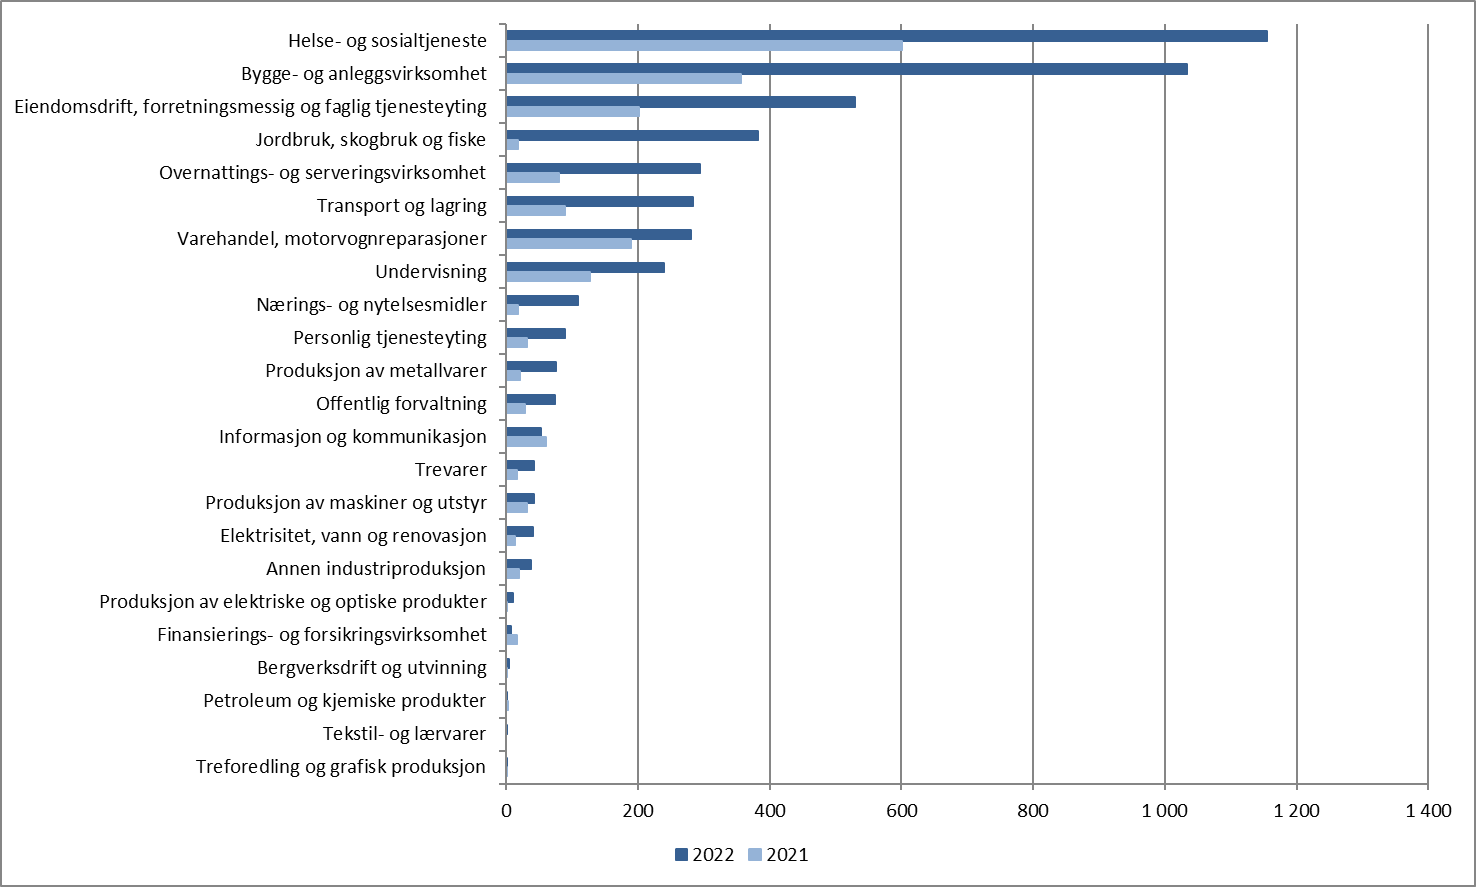 Helse- og sosialtjeneste
Bygge- og anleggsvirksomhet
Eiendomsdrift, forretningsmessig og faglig tjenesteyting
Jordbruk, skogbruk og fiske
Overnattings- og serveringsvirksomhet
Transport og lagring
Varehandel, motorvognreparasjoner
Undervisning
Nærings- og nytelsesmidler
Personlig tjenesteyting
Produksjon av metallvarer
Offentlig forvaltning
Informasjon og kommunikasjon
Trevarer
Produksjon av maskiner og utstyr
Elektrisitet, vann og renovasjon
Annen industriproduksjon
Produksjon av elektriske og optiske produkter
Finansierings- og forsikringsvirksomhet
Bergverksdrift og utvinning
Petroleum og kjemiske produkter
Tekstil- og lærvarer
Treforedling og grafisk produksjon
0 200 400 600 800 1 000 1 200 1 400
2022 2021